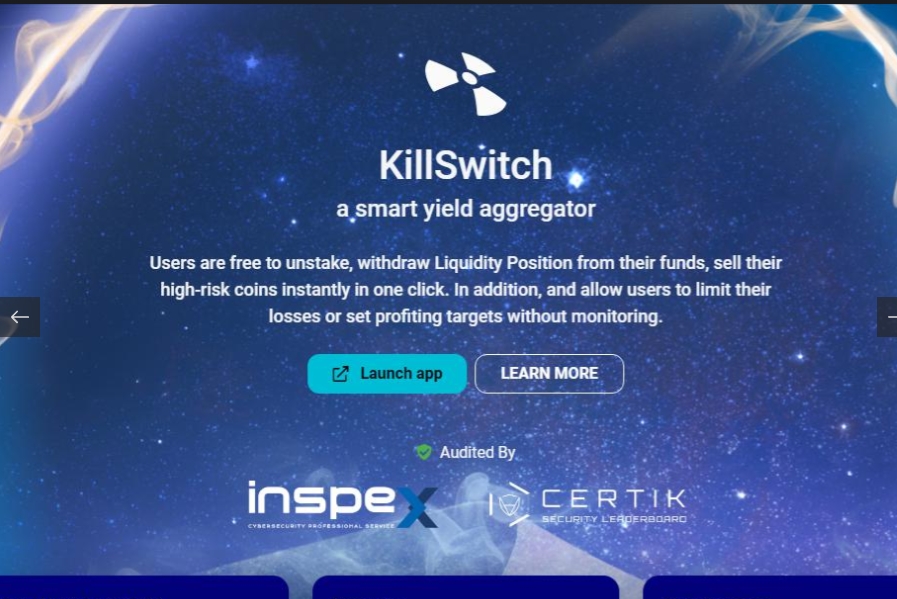 KillSwitch
a smart yield aggregator
Users are free to unstake, withdraw Liquidity Position from their funds, sell their
high-risk coins instantly in one click. In addition, and allow users to limit their
losses or set profiting targets without monitoring.
Launch app
LEARN MORE
Audited By
inspex
CYBERSECURITY PROFESSIONAL SERVICE
CERTIK
SECURITY LEADERBOARD